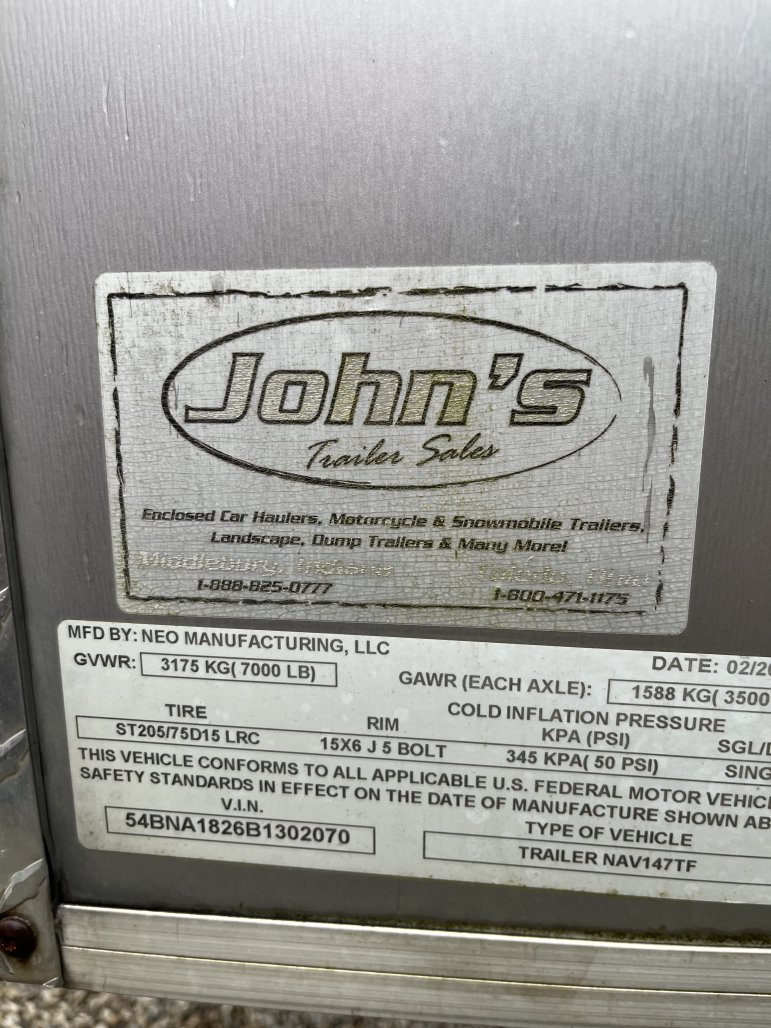 John's
Trailer Sales
Enclosed Car Haulers, Motorcycle & Snowmobile Trailers,
Landscape, Dump Trailers & Many More!
Middlebury, Indiana Toledo, Ohio
1-888-825-0777 1-800-471-1175
MFD BY: NEO MANUFACTURING, LLC DATE: 02/20
GVWR: 3175 KG( 7000 LB) GAWR (EACH AXLE): 1588 KG( 3500
TIRE RIM COLD INFLATION PRESSURE
KPA (PSI) SGL/D
ST205/75D15 LRC 15X6 J 5 BOLT 345 KPA( 50 PSI) SING
THIS VEHICLE CONFORMS TO ALL APPLICABLE U.S. FEDERAL MOTOR VEHIC
SAFETY STANDARDS IN EFFECT ON THE DATE OF MANUFACTURE SHOWN AB
V.I.N. TYPE OF VEHICLE
54BNA1826B1302070 TRAILER NAV147TF